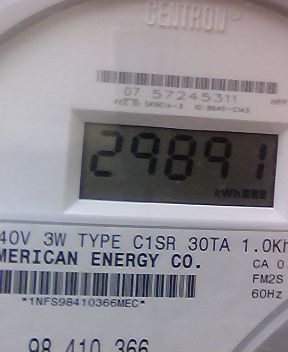 CENTRON®
07 57245311
29891
kWh
40V 3W TYPE C1SR 30TA 1.0Kh
MERICAN ENERGY CO.
CA 0.
FM2S
60Hz
*1NFS98410366MEC*
98 410 366